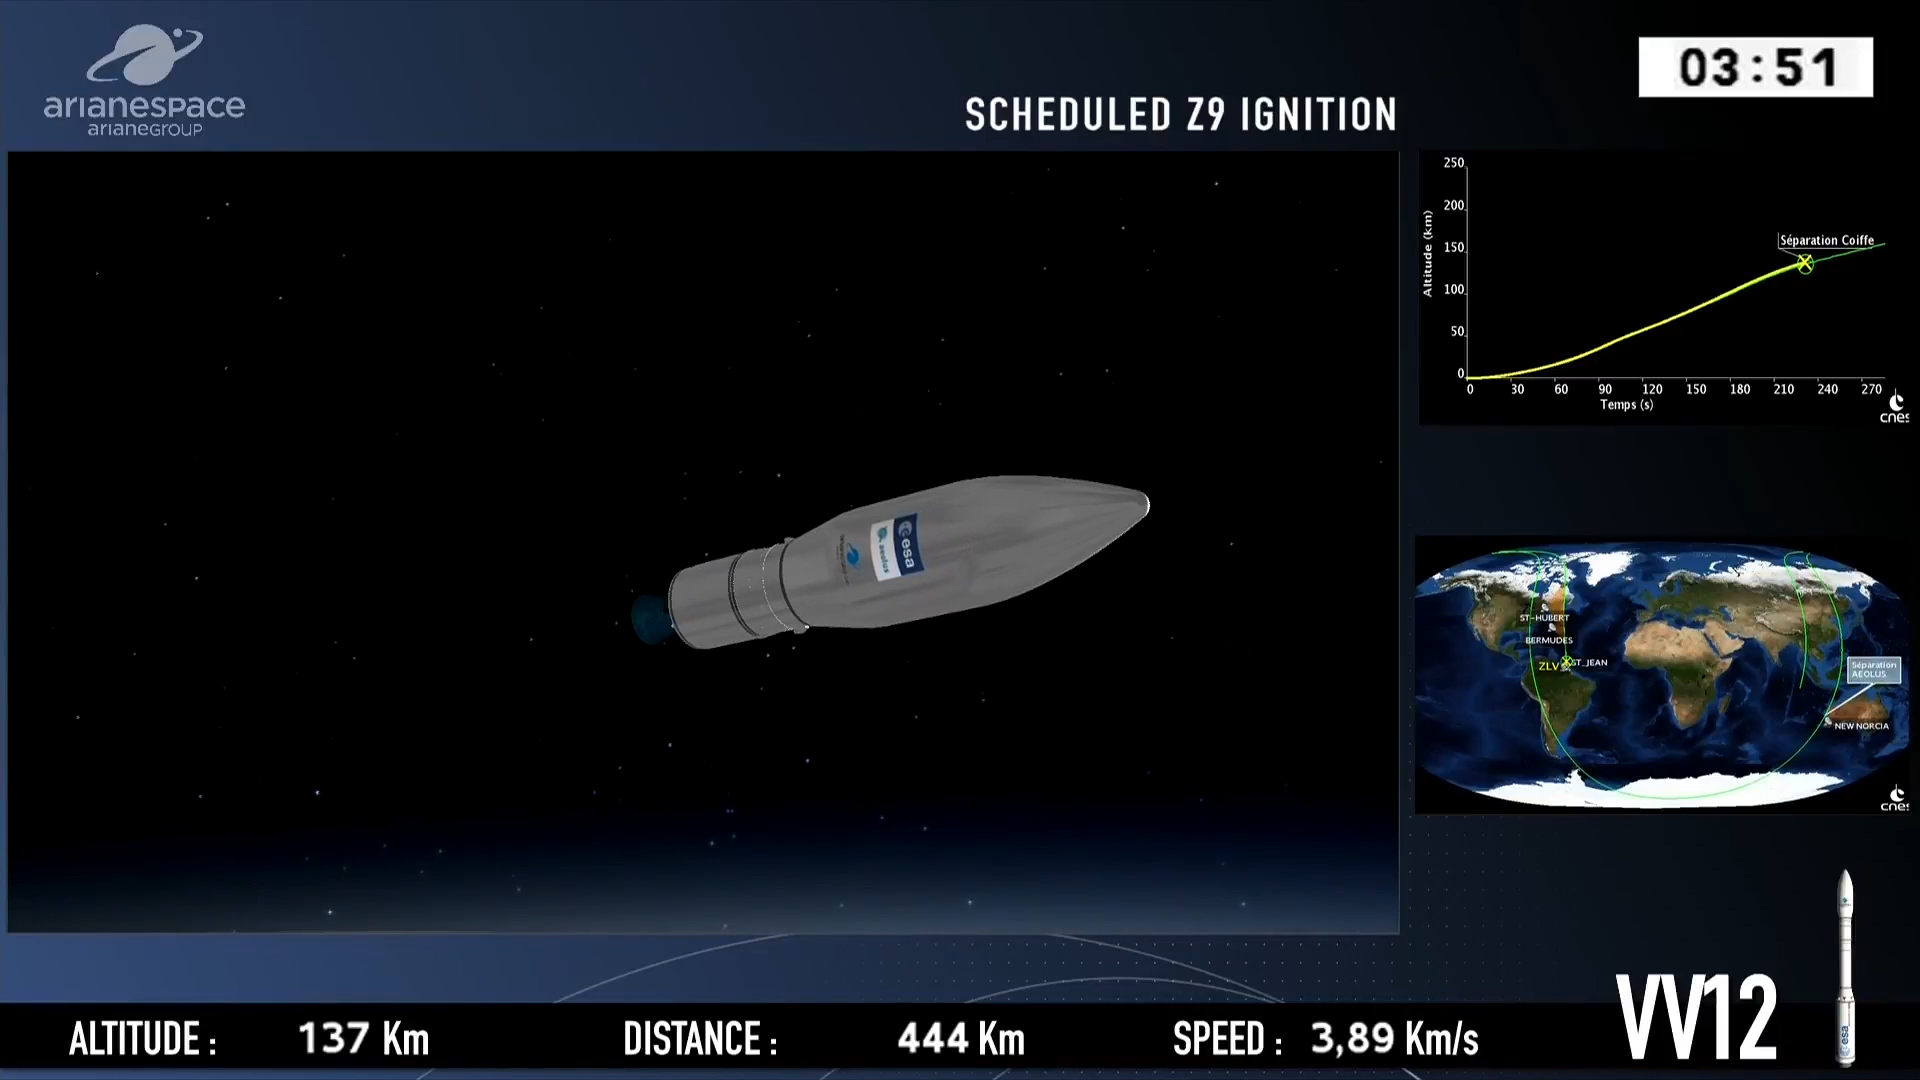 arianespace
arianeGROUP
SCHEDULED Z9 IGNITION
03:51
250
200
150
100
50
0
Altitude (km)
Séparation Coiffe
0 30 60 90 120 150 180 210 240 270
Temps (s)
cnes
esa
aeolus
ST-HUBERT
BERMUDES
ZLV
ST_JEAN
Séparation
AEOLUS
NEW NORCIA
cnes
VV12
esa
ALTITUDE : 137 Km DISTANCE : 444 Km SPEED : 3,89 Km/s